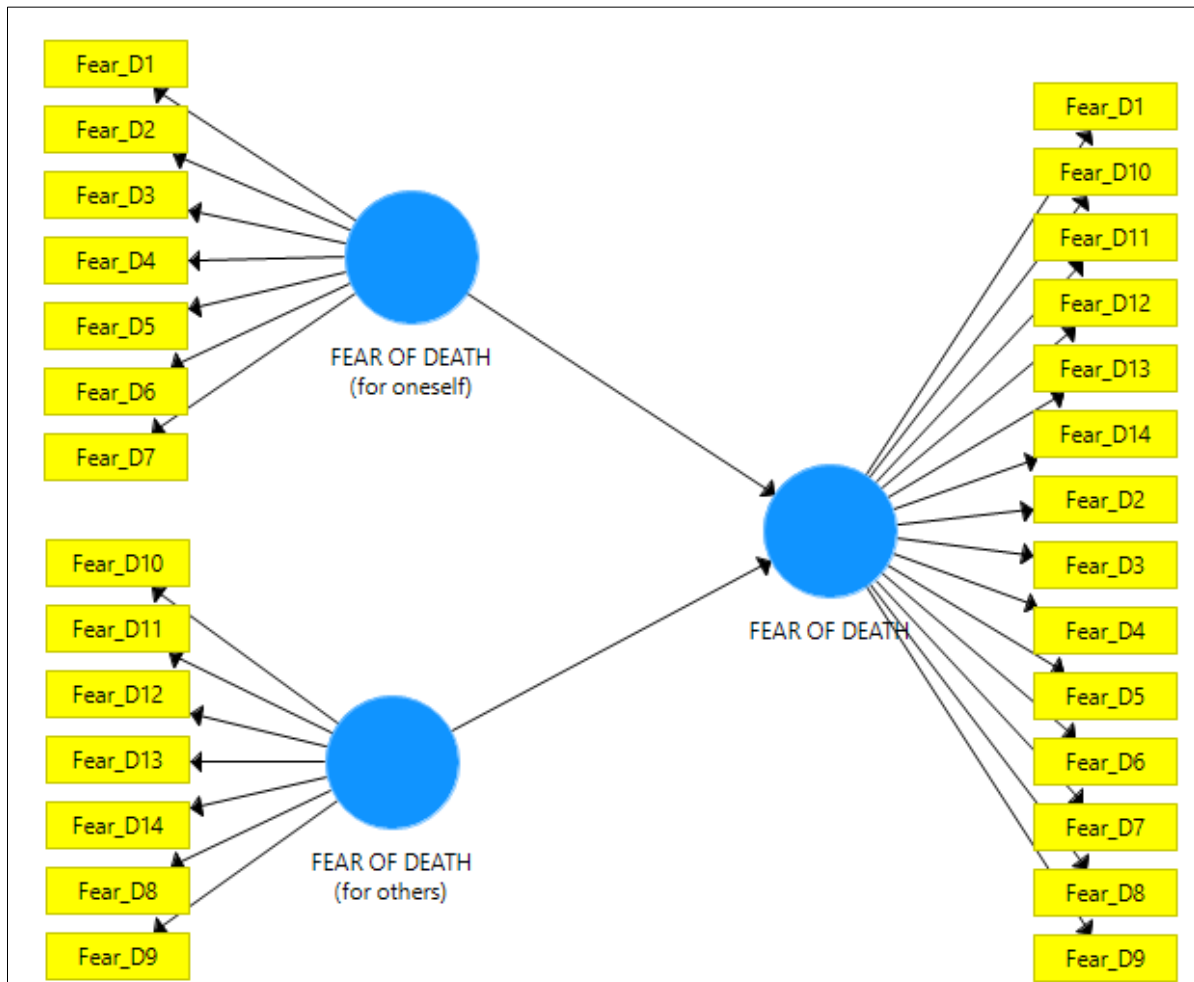 Fear_D1
Fear_D2
Fear_D3
Fear_D4
Fear_D5
Fear_D6
Fear_D7
FEAR OF DEATH
(for oneself)
Fear_D10
Fear_D11
Fear_D12
Fear_D13
Fear_D14
Fear_D8
Fear_D9
FEAR OF DEATH
(for others)
FEAR OF DEATH
Fear_D1
Fear_D10
Fear_D11
Fear_D12
Fear_D13
Fear_D14
Fear_D2
Fear_D3
Fear_D4
Fear_D5
Fear_D6
Fear_D7
Fear_D8
Fear_D9